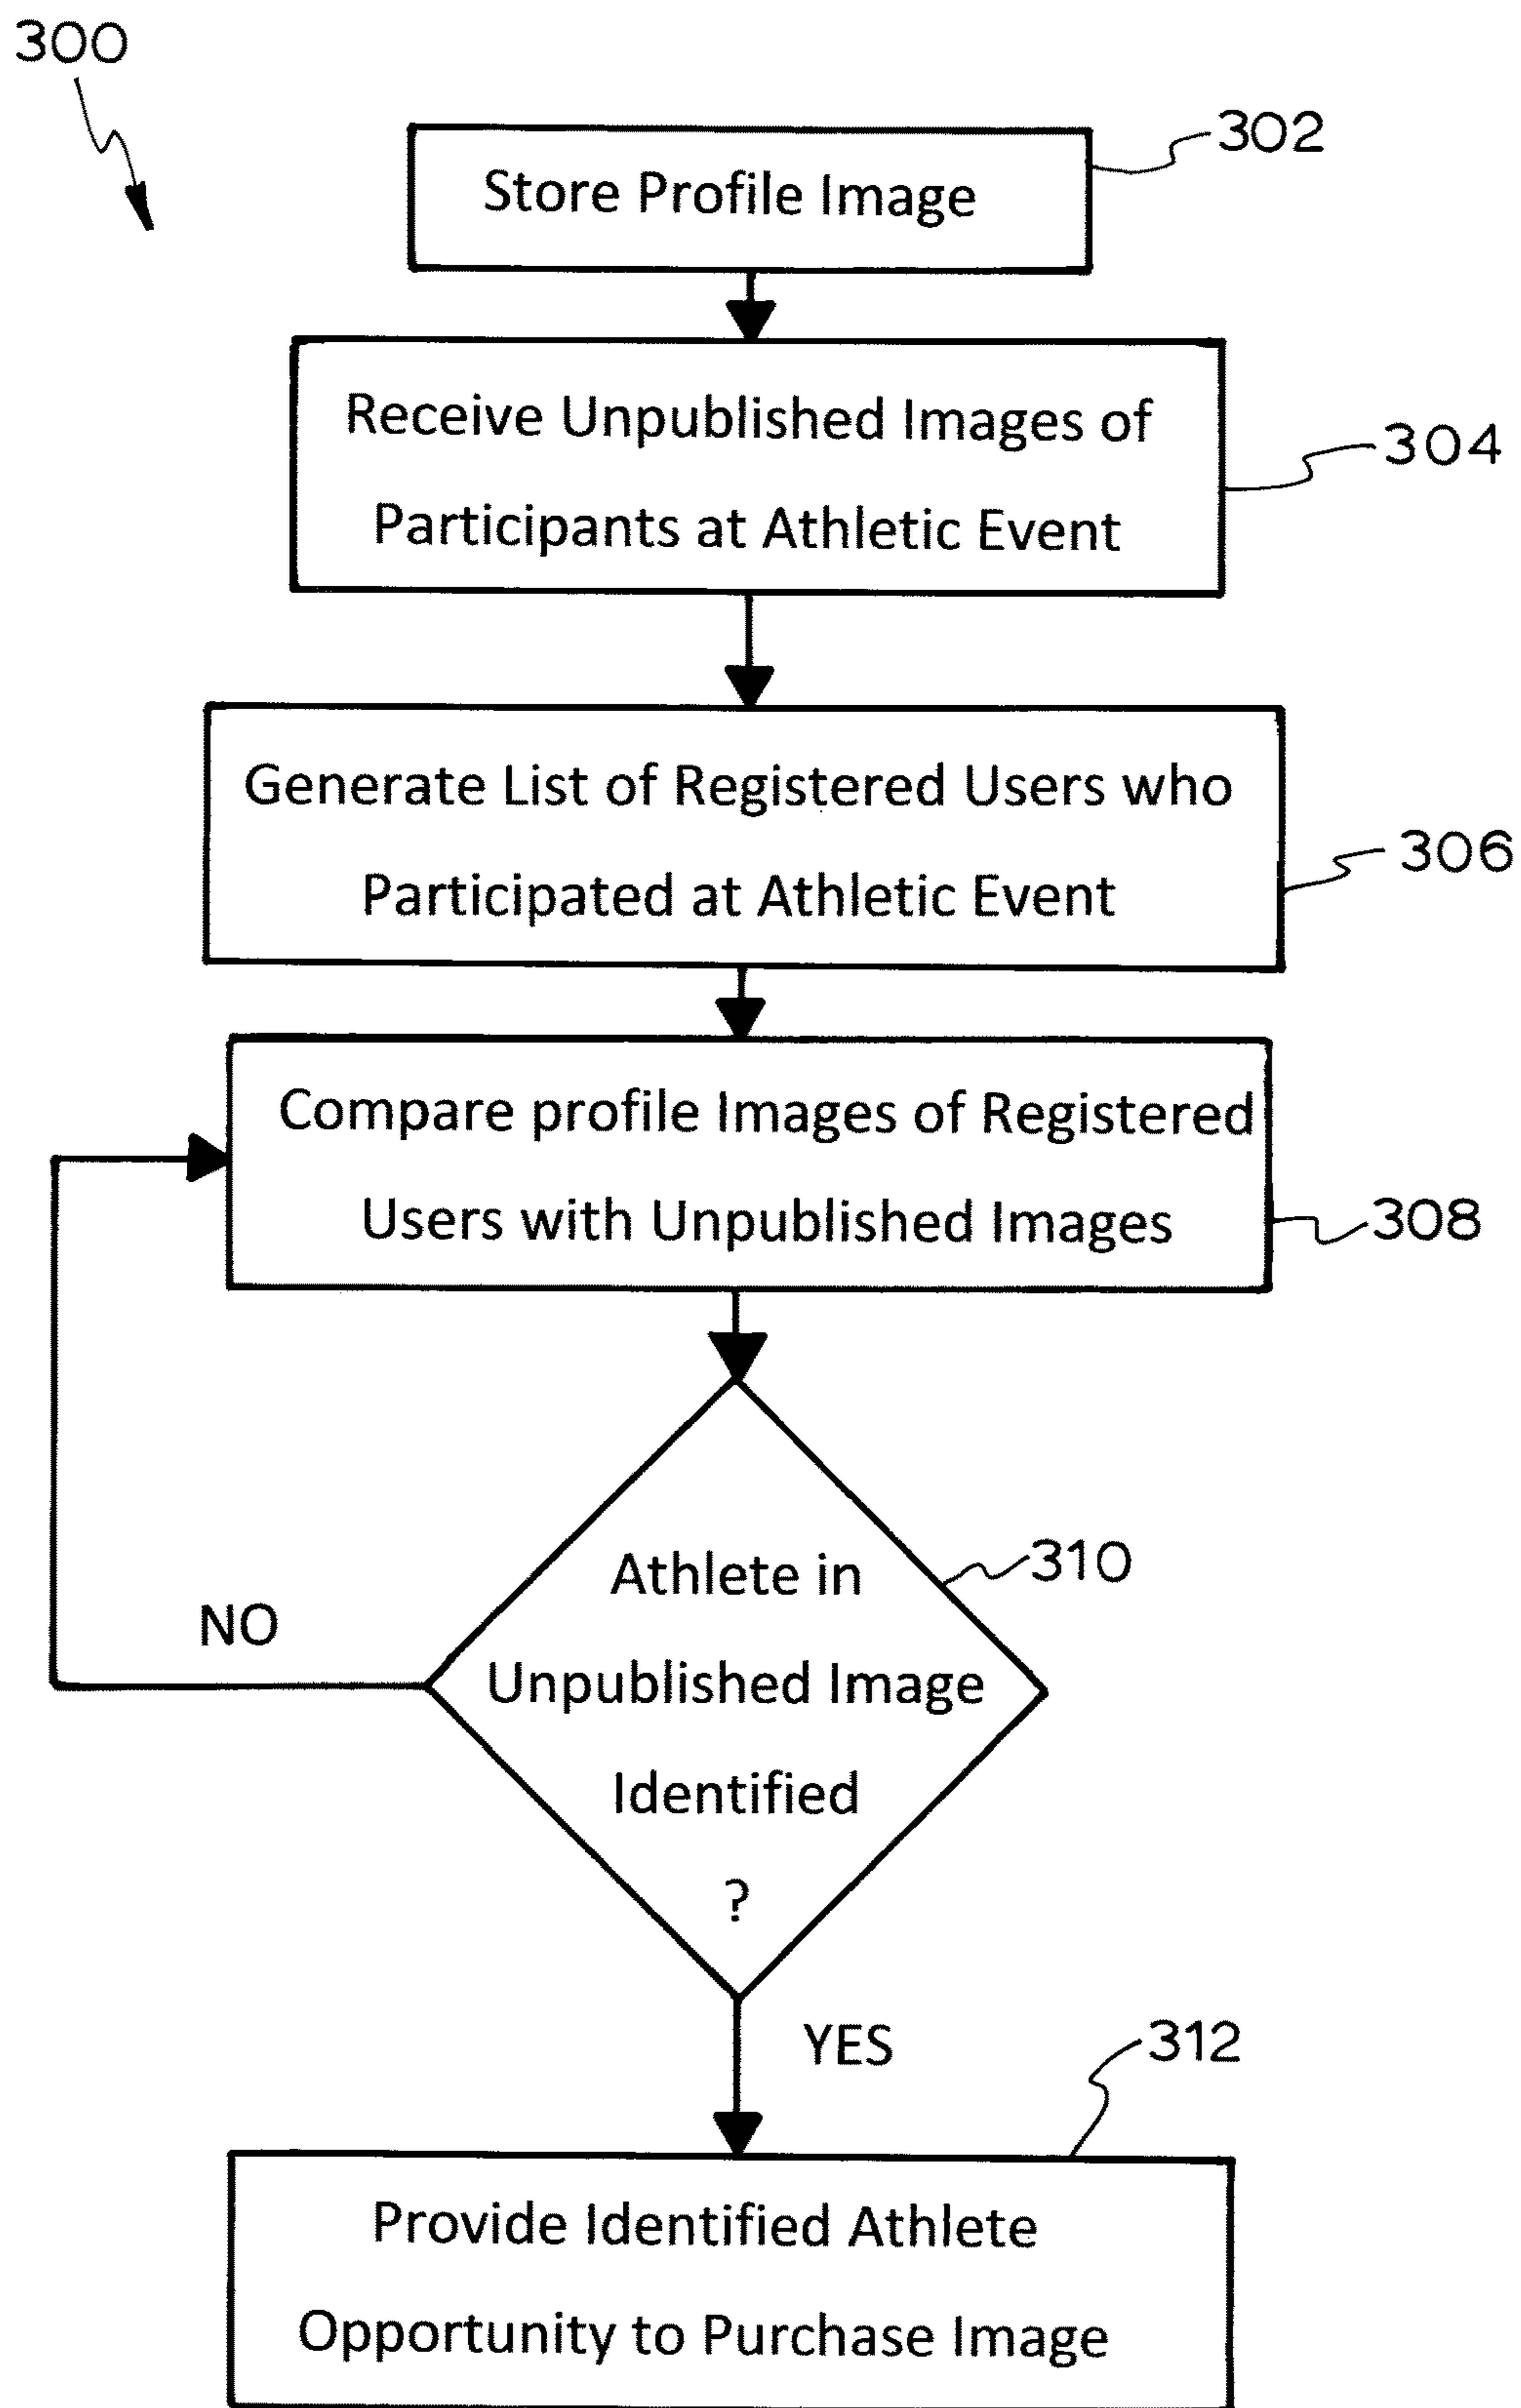 300
302
Store Profile Image
Receive Unpublished Images of
304
Participants at Athletic Event
Generate List of Registered Users who
306
Participated at Athletic Event
Compare profile Images of Registered
Users with Unpublished Images
308
Athlete in
310
NO
Unpublished Image
Identified
?
YES
312
Provide Identified Athlete
Opportunity to Purchase Image